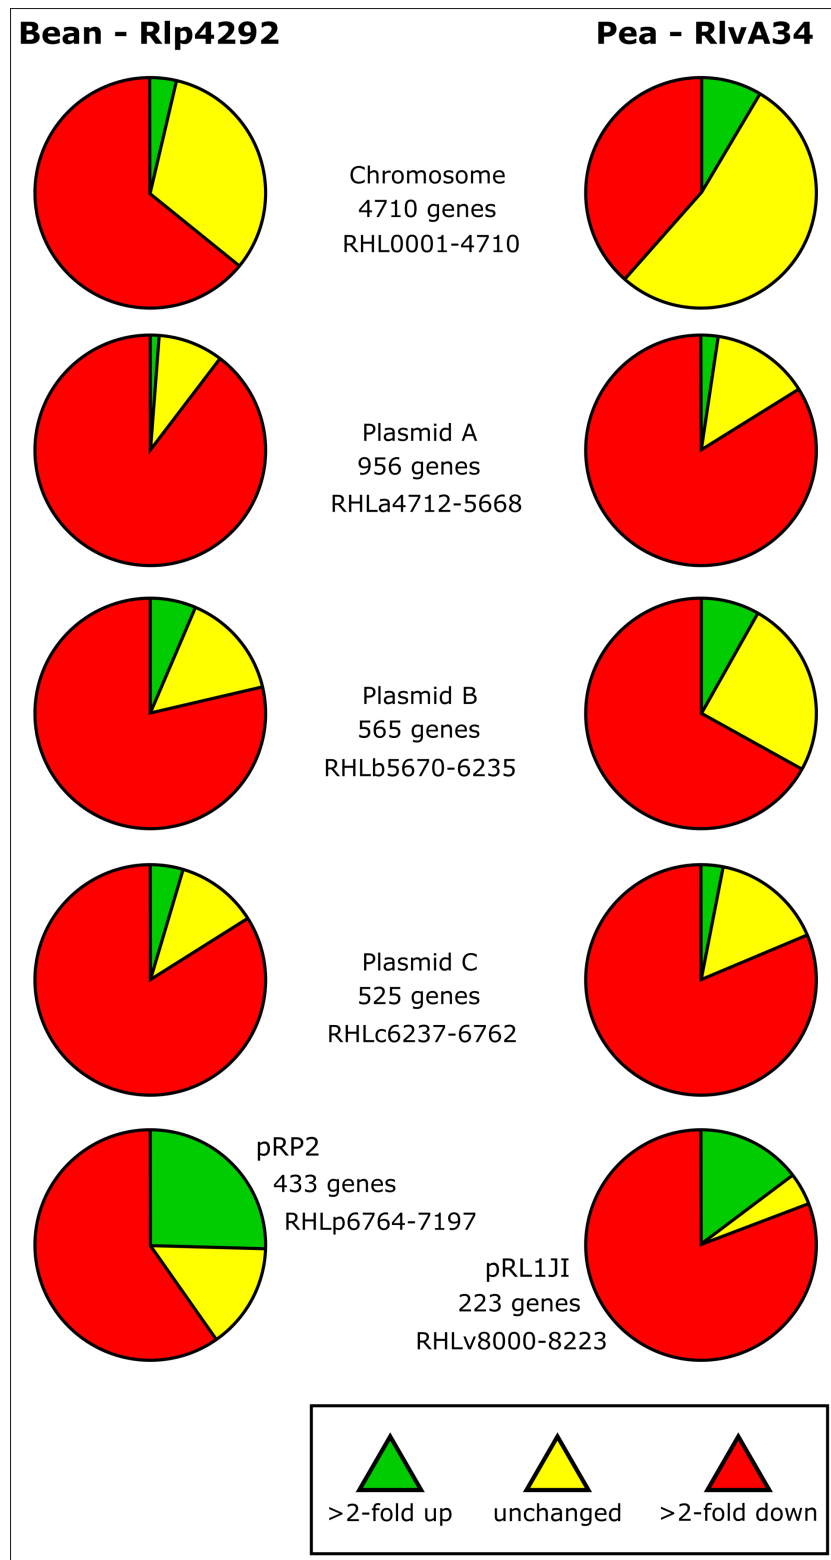 Bean - Rlp4292
Pea - RlvA34
Chromosome
4710 genes
RHL0001-4710
Plasmid A
956 genes
RHLa4712-5668
Plasmid B
565 genes
RHLb5670-6235
Plasmid C
525 genes
RHLc6237-6762
pRP2
433 genes
RHLp6764-7197
pRL1JI
223 genes
RHLv8000-8223
>2-fold up
unchanged
>2-fold down